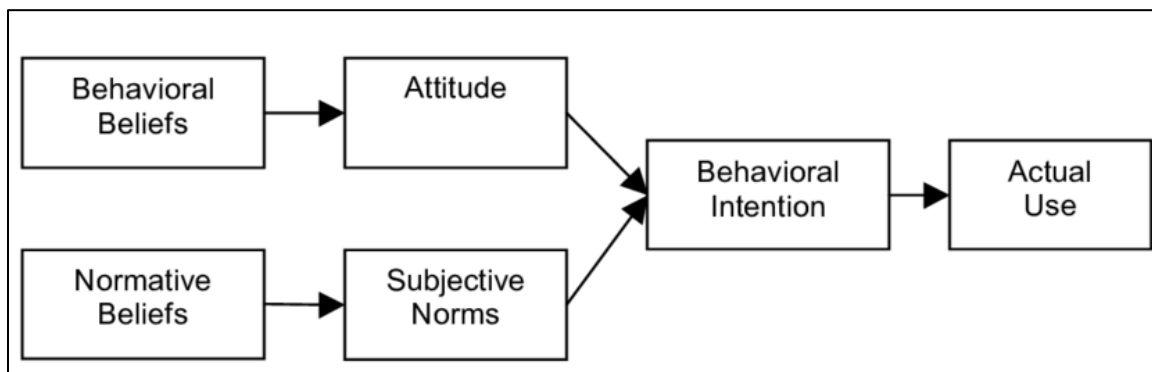 Behavioral
Beliefs
Attitude
Behavioral
Intention
Actual
Use
Normative
Beliefs
Subjective
Norms